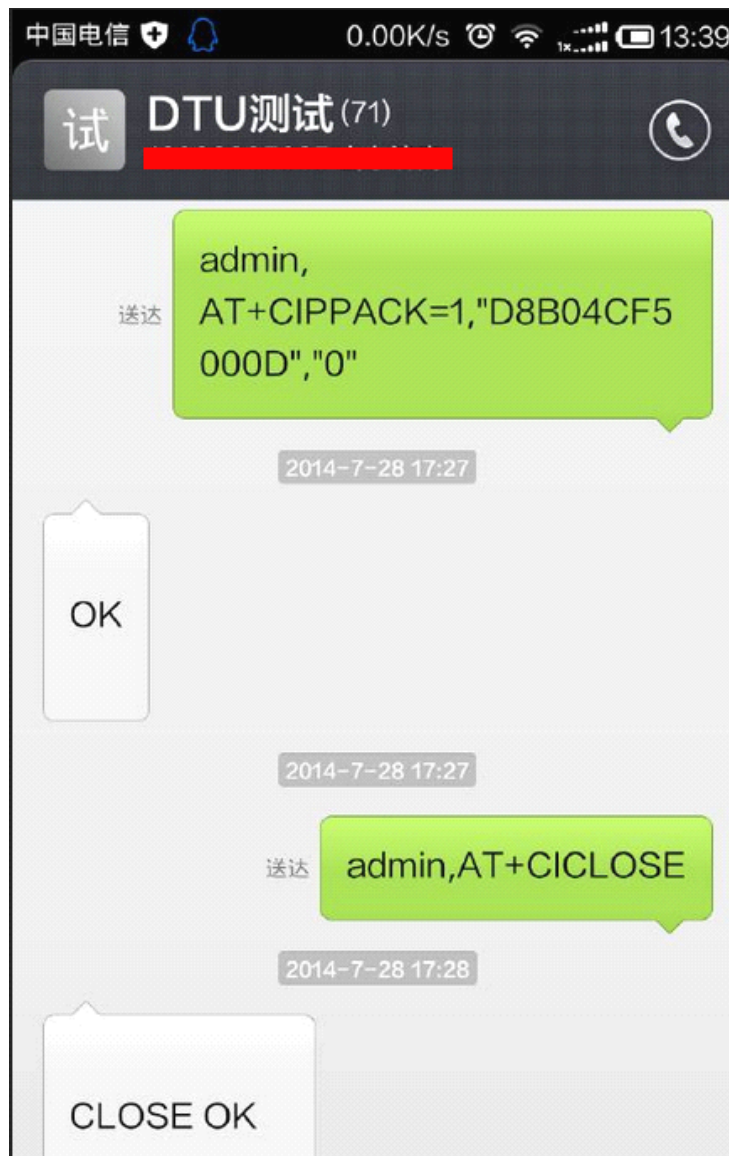 中国电信 0.00K/s 1x 13:39
试 DTU测试(71)
admin,
送达 AT+CIPPACK=1,"D8B04CF5
000D","0"
2014-7-28 17:27
OK
2014-7-28 17:27
送达 admin,AT+CICLOSE
2014-7-28 17:28
CLOSE OK